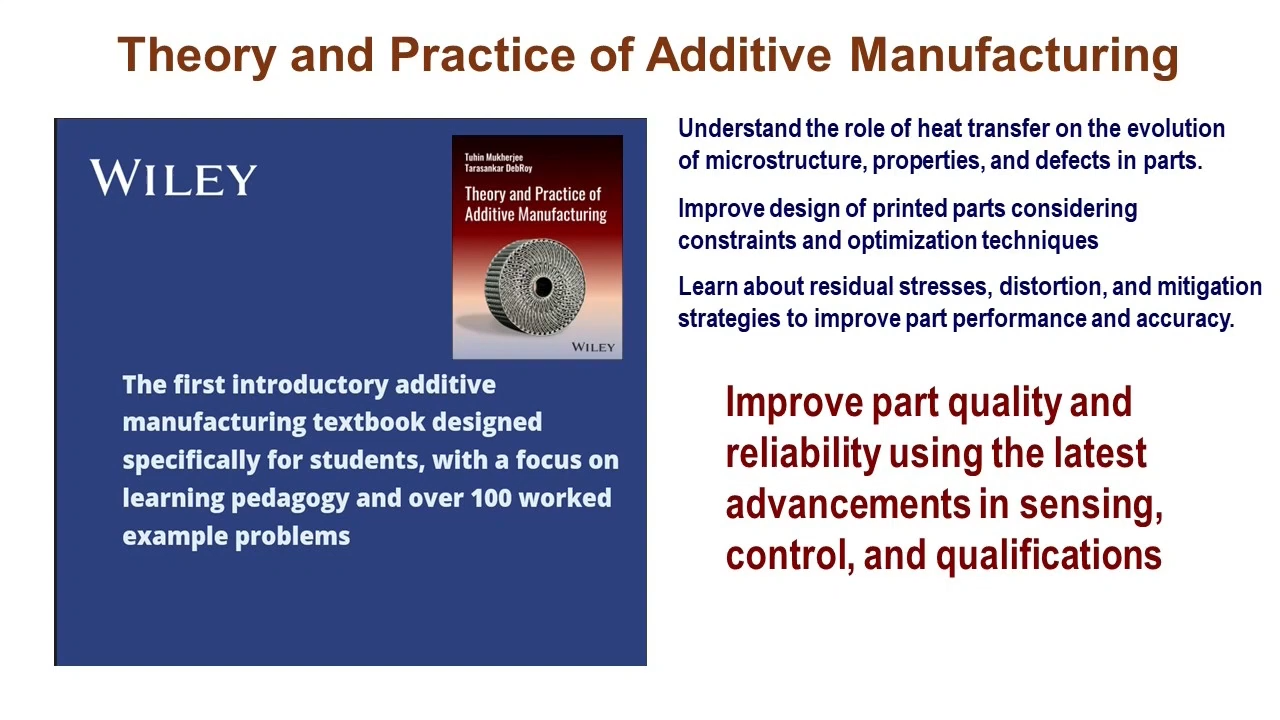 Theory and Practice of Additive Manufacturing
WILEY
Tuhin Mukherjee
Tarasankar DebRoy
Theory and Practice of
Additive Manufacturing
WILEY
The first introductory additive
manufacturing textbook designed
specifically for students, with a focus on
learning pedagogy and over 100 worked
example problems
Understand the role of heat transfer on the evolution
of microstructure, properties, and defects in parts.
Improve design of printed parts considering
constraints and optimization techniques
Learn about residual stresses, distortion, and mitigation
strategies to improve part performance and accuracy.
Improve part quality and
reliability using the latest
advancements in sensing,
control, and qualifications